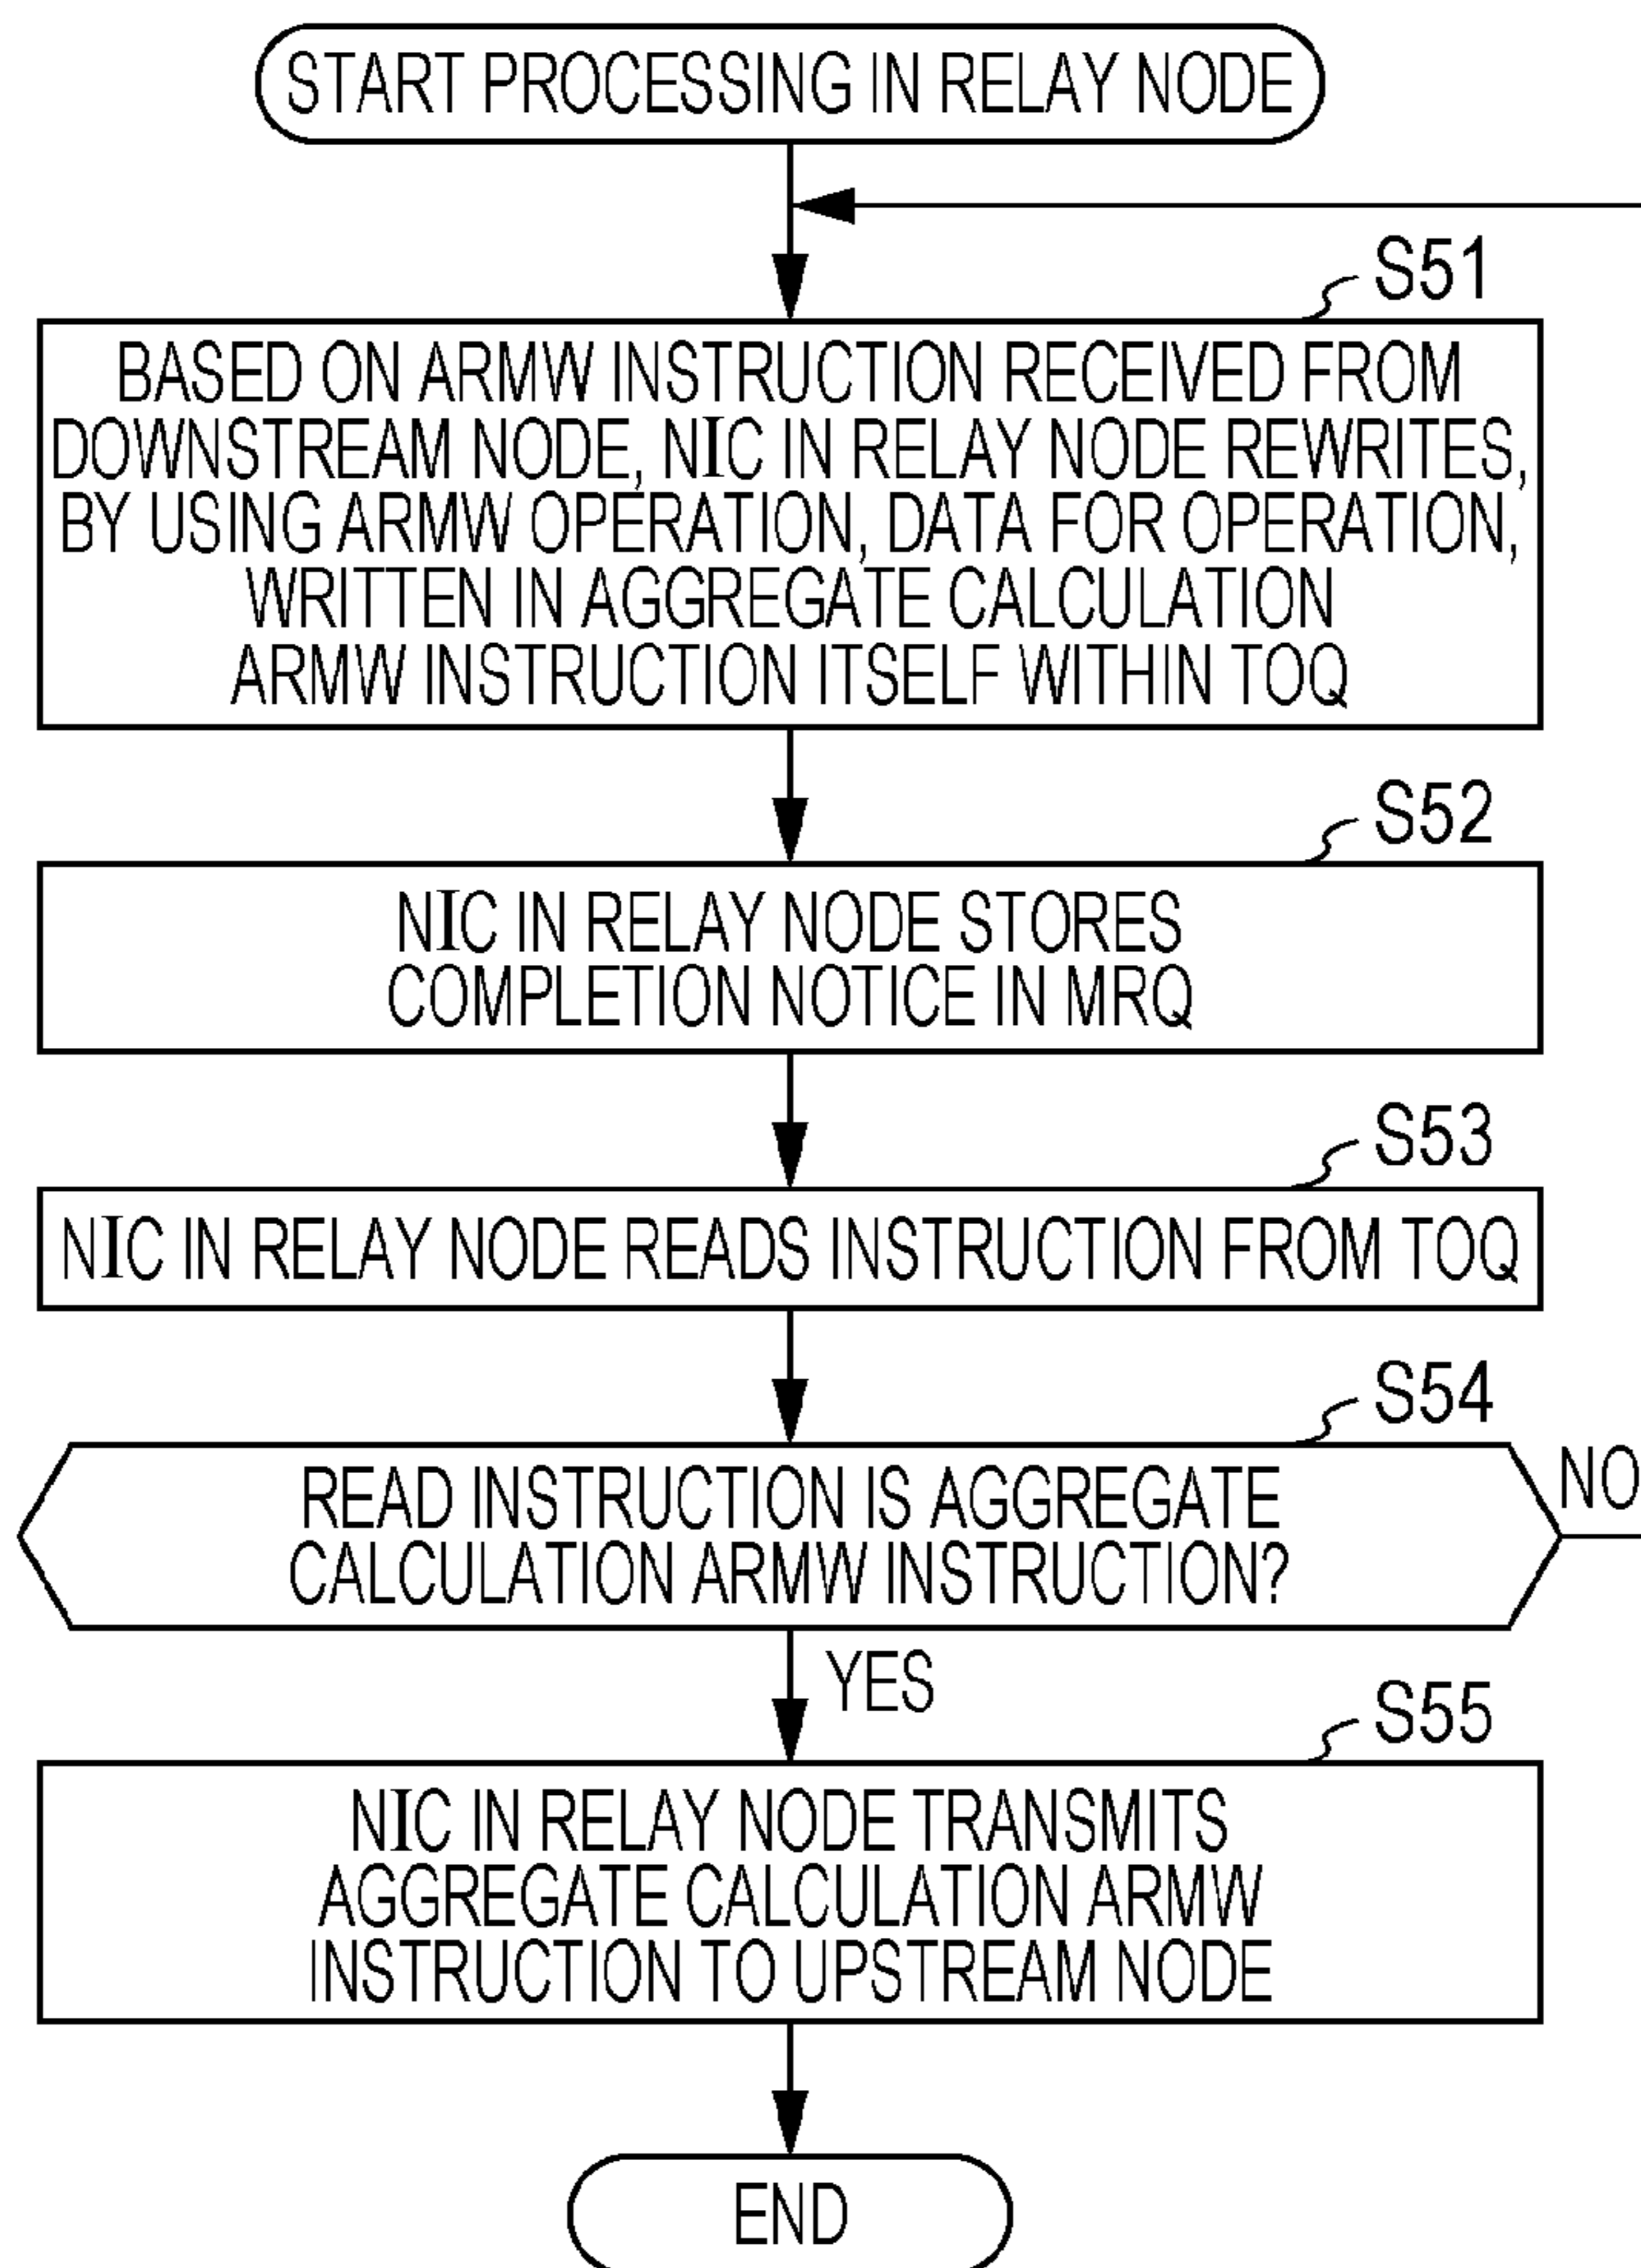 START PROCESSING IN RELAY NODE
S51
BASED ON ARMW INSTRUCTION RECEIVED FROM
DOWNSTREAM NODE, NIC IN RELAY NODE REWRITES,
BY USING ARMW OPERATION, DATA FOR OPERATION,
WRITTEN IN AGGREGATE CALCULATION
ARMW INSTRUCTION ITSELF WITHIN TOQ
S52
NIC IN RELAY NODE STORES
COMPLETION NOTICE IN MRQ
S53
NIC IN RELAY NODE READS INSTRUCTION FROM TOQ
S54
READ INSTRUCTION IS AGGREGATE
CALCULATION ARMW INSTRUCTION?
NO
YES
S55
NIC IN RELAY NODE TRANSMITS
AGGREGATE CALCULATION ARMW
INSTRUCTION TO UPSTREAM NODE
END